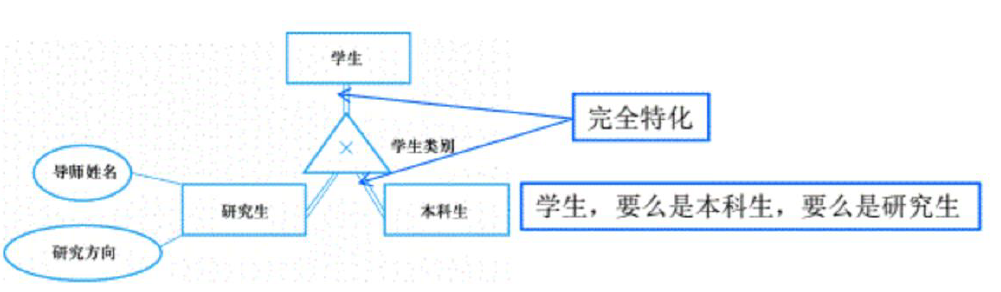 学生
完全特化
学生类别
导师姓名
研究生
本科生
学生，要么是本科生，要么是研究生
研究方向